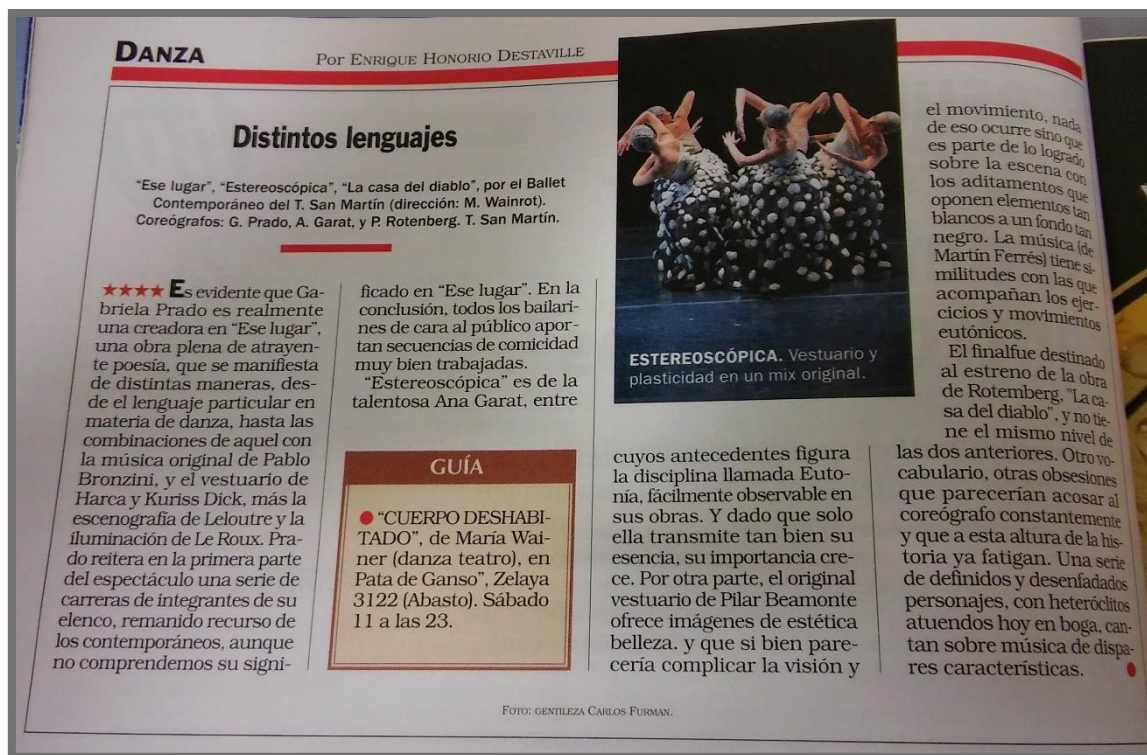 DANZA
POR ENRIQUE HONORIO DESTAVILLE
Distintos lenguajes
"Ese lugar", "Estereoscópica", "La casa del diablo", por el Ballet
Contemporáneo del T. San Martín (dirección: M. Wainrot).
Coreógrafos: G. Prado, A. Garat, y P. Rotenberg. T. San Martín.
★★★★ Es evidente que Ga-
briela Prado es realmente
una creadora en "Ese lugar",
una obra plena de atrayen-
te poesía, que se manifiesta
de distintas maneras, des-
de el lenguaje particular en
materia de danza, hasta las
combinaciones de aquel con
la música original de Pablo
Bronzini, y el vestuario de
Harca y Kuriss Dick, más la
escenografía de Leloutre y la
iluminación de Le Roux. Pra-
do reitera en la primera parte
del espectáculo una serie de
carreras de integrantes de su
elenco, remanido recurso de
los contemporáneos, aunque
no comprendemos su signi-
ficado en "Ese lugar". En la
conclusión, todos los bailari-
nes de cara al público apor-
tan secuencias de comicidad
muy bien trabajadas.
"Estereoscópica" es de la
talentosa Ana Garat, entre
GUÍA
● "CUERPO DESHABI-
TADO", de María Wai-
ner (danza teatro), en
Pata de Ganso", Zelaya
3122 (Abasto). Sábado
11 a las 23.
ESTEREOSCÓPICA. Vestuario y
plasticidad en un mix original.
cuyos antecedentes figura
la disciplina llamada Euto-
nía, fácilmente observable en
sus obras. Y dado que solo
ella transmite tan bien su
esencia, su importancia cre-
ce. Por otra parte, el original
vestuario de Pilar Beamonte
ofrece imágenes de estética
belleza. y que si bien pare-
cería complicar la visión y
el movimiento, nada
de eso ocurre sino que
es parte de lo logrado
sobre la escena con
los aditamentos que
oponen elementos tan
blancos a un fondo tan
negro. La música (de
Martín Ferrés) tiene si-
militudes con las que
acompañan los ejer-
cicios y movimientos
eutónicos.
El finalfue destinado
al estreno de la obra
de Rotemberg, "La ca-
sa del diablo", y no tie-
ne el mismo nivel de
las dos anteriores. Otro vo-
cabulario, otras obsesiones
que parecerían acosar al
coreógrafo constantemente
y que a esta altura de la his-
toria ya fatigan. Una serie
de definidos y desenfadados
personajes, con heteróclitos
atuendos hoy en boga, can-
tan sobre música de dispa-
res características. ●
FOTO: GENTILEZA CARLOS FURMAN.